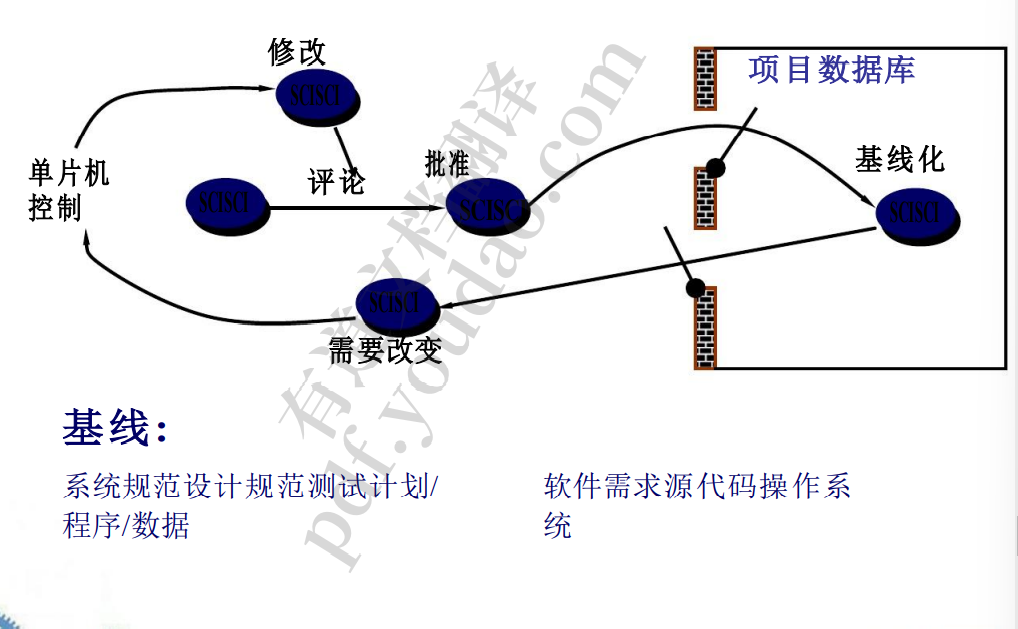 修改
SCISCI
项目数据库
单片机
控制
评论
批准
基线化
SCISCI
SCISCI
SCISCI
SCISCI
需要改变
基线:
系统规范设计规范测试计划/
程序/数据
软件需求源代码操作系
统
有道文档翻译
pdf.youdao.com